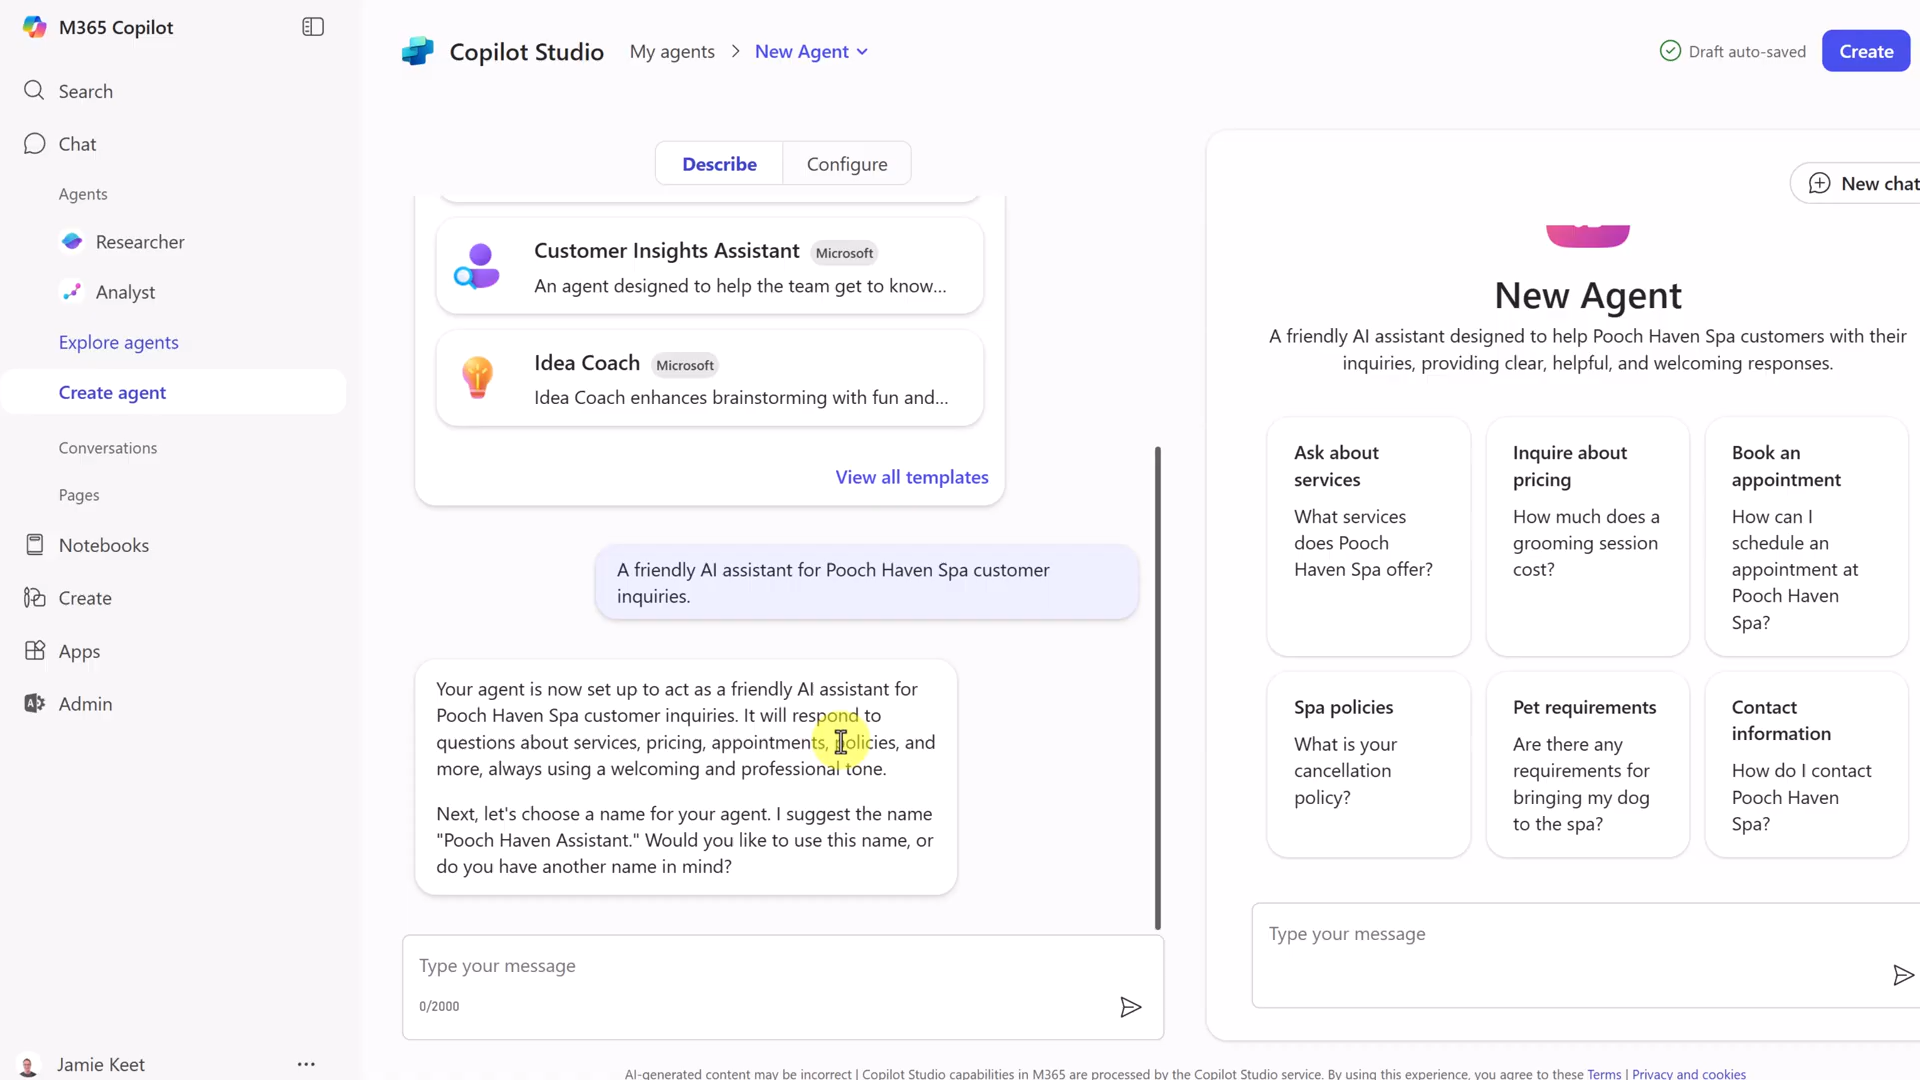 M365 Copilot
Search
Chat
Agents
Researcher
Analyst
Explore agents
Create agent
Conversations
Pages
Notebooks
Create
Apps
Admin
Jamie Keet
Copilot Studio
My agents
New Agent
Draft auto-saved
Create
Describe
Configure
Customer Insights Assistant Microsoft
An agent designed to help the team get to know...
Idea Coach Microsoft
Idea Coach enhances brainstorming with fun and...
View all templates
A friendly AI assistant for Pooch Haven Spa customer
inquiries.
Your agent is now set up to act as a friendly AI assistant for
Pooch Haven Spa customer inquiries. It will respond to
questions about services, pricing, appointments, policies, and
more, always using a welcoming and professional tone.
Next, let's choose a name for your agent. I suggest the name
"Pooch Haven Assistant." Would you like to use this name, or
do you have another name in mind?
Type your message
0/2000
New chat
New Agent
A friendly AI assistant designed to help Pooch Haven Spa customers with their
inquiries, providing clear, helpful, and welcoming responses.
Ask about
services
What services
does Pooch
Haven Spa offer?
Inquire about
pricing
How much does a
grooming session
cost?
Book an
appointment
How can I
schedule an
appointment at
Pooch Haven
Spa?
Spa policies
What is your
cancellation
policy?
Pet requirements
Are there any
requirements for
bringing my dog
to the spa?
Contact
information
How do I contact
Pooch Haven
Spa?
Type your message
AI-generated content may be incorrect | Copilot Studio capabilities in M365 are processed by the Copilot Studio service. By using this experience, you agree to these Terms | Privacy and cookies